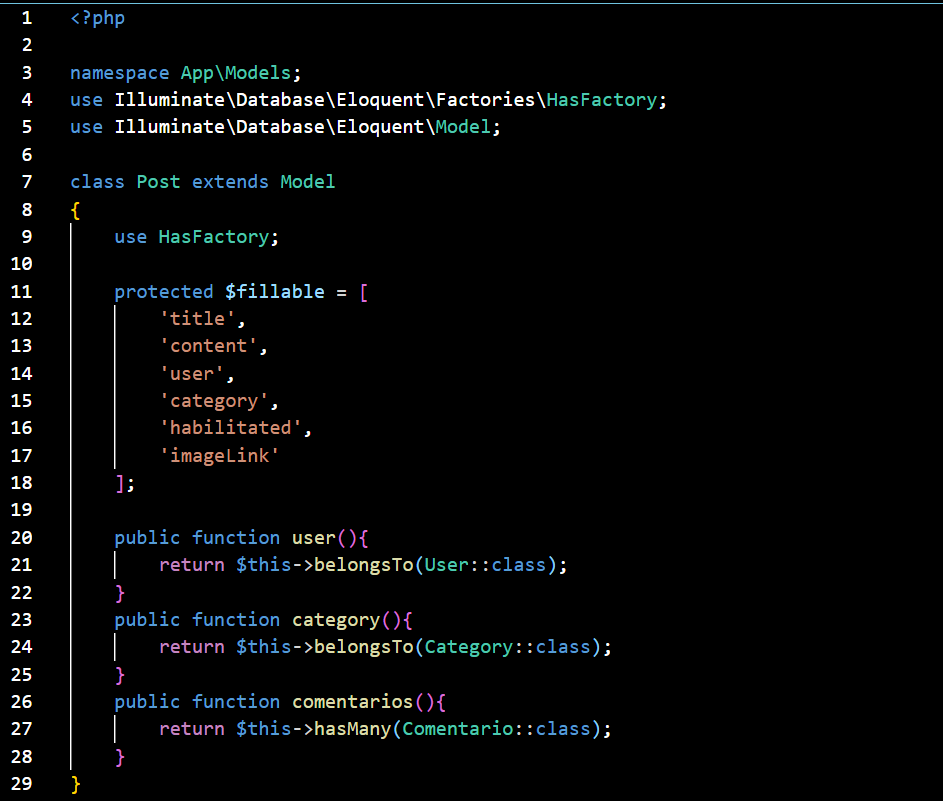 1 <?php
2
3 namespace App\Models;
4 use Illuminate\Database\Eloquent\Factories\HasFactory;
5 use Illuminate\Database\Eloquent\Model;
6
7 class Post extends Model
8 {
9     use HasFactory;
10
11     protected $fillable = [
12         'title',
13         'content',
14         'user',
15         'category',
16         'habilitated',
17         'imageLink'
18     ];
19
20     public function user(){
21         return $this->belongsTo(User::class);
22     }
23     public function category(){
24         return $this->belongsTo(Category::class);
25     }
26     public function comentarios(){
27         return $this->hasMany(Comentario::class);
28     }
29 }